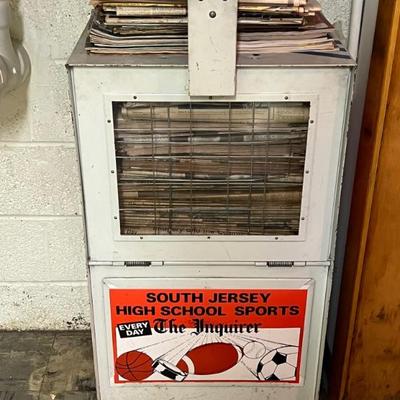 SOUTH JERSEY
HIGH SCHOOL SPORTS
EVERY DAY The Inquirer